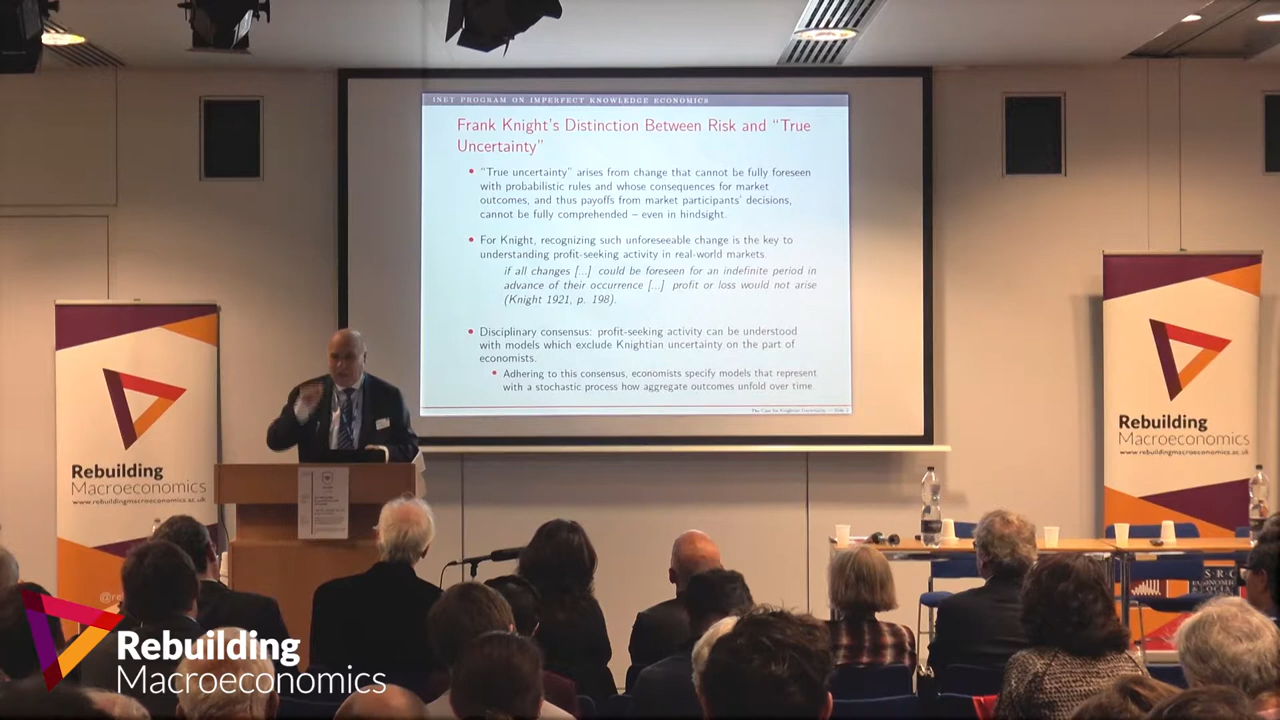 INET PROGRAM ON IMPERFECT KNOWLEDGE ECONOMICS
Frank Knight's Distinction Between Risk and “True
Uncertainty”
• “True uncertainty” arises from change that cannot be fully foreseen
with probabilistic rules and whose consequences for market
outcomes, and thus payoffs from market participants' decisions,
cannot be fully comprehended – even in hindsight.
• For Knight, recognizing such unforeseeable change is the key to
understanding profit-seeking activity in real-world markets.
if all changes [...] could be foreseen for an indefinite period in
advance of their occurrence [...] profit or loss would not arise
(Knight 1921, p. 198).
• Disciplinary consensus: profit-seeking activity can be understood
with models which exclude Knightian uncertainty on the part of
economists.
• Adhering to this consensus, economists specify models that represent
with a stochastic process how aggregate outcomes unfold over time.
The Case for Knightian Uncertainty — Slide 2
Rebuilding
Macroeconomics
www.rebuildingmacroeconomics.ac.uk
Rebuilding
Macroeconomics
www.rebuildingmacroeconomics.ac.uk
Rebuilding
Macroeconomics